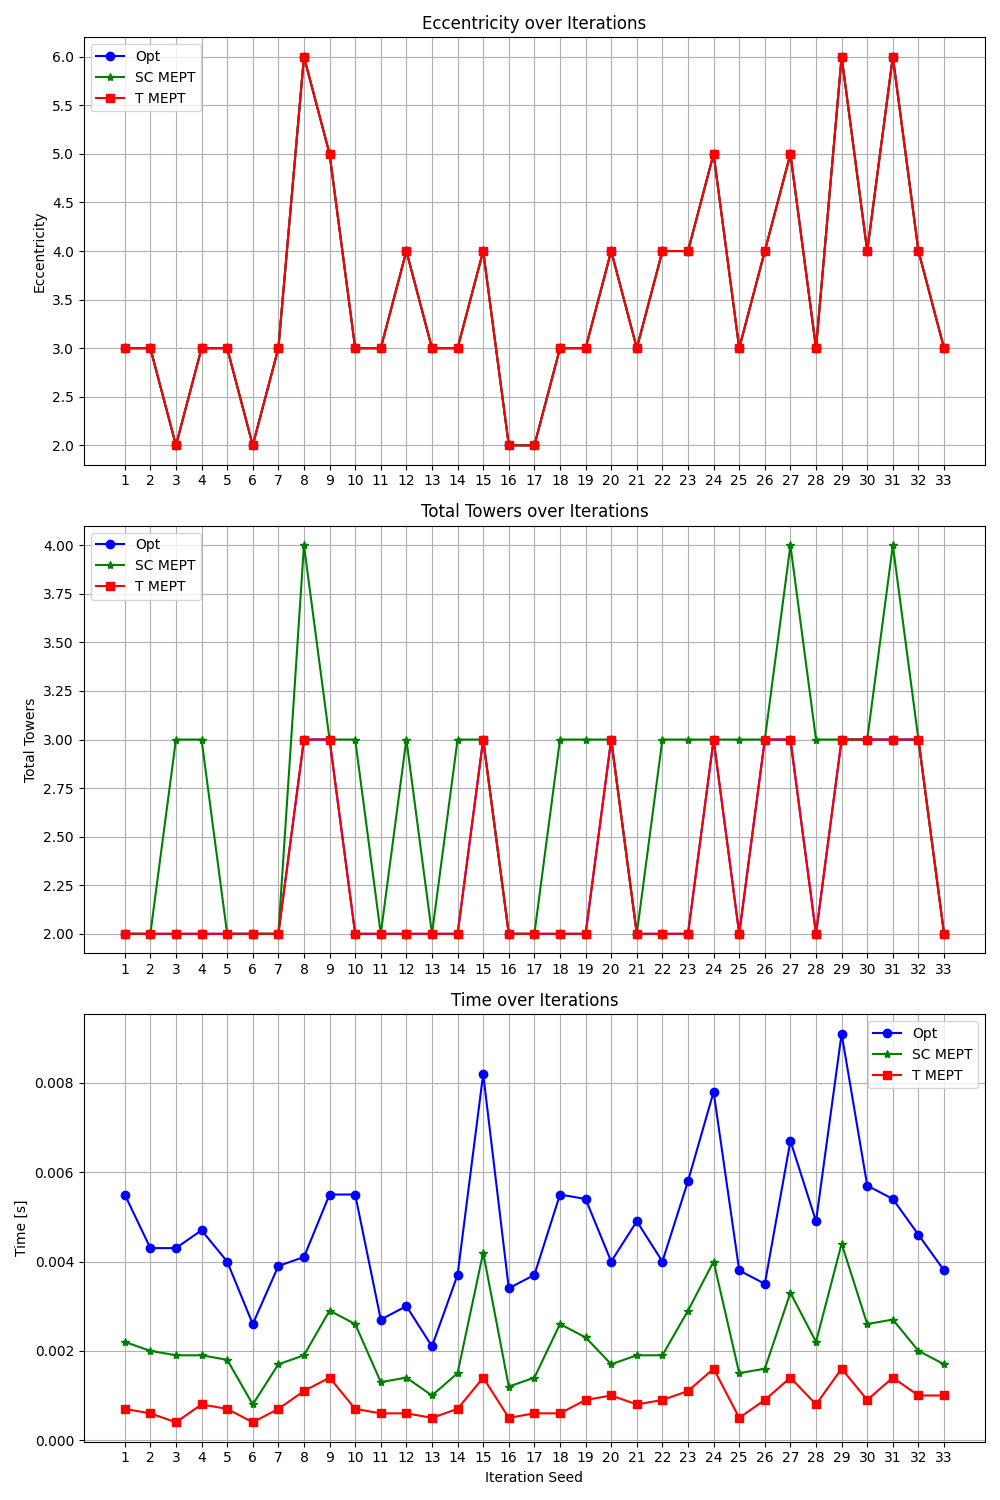 Eccentricity over Iterations
Opt
SC MEPT
T MEPT
Eccentricity
6.0
5.5
5.0
4.5
4.0
3.5
3.0
2.5
2.0
1 2 3 4 5 6 7 8 9 10 11 12 13 14 15 16 17 18 19 20 21 22 23 24 25 26 27 28 29 30 31 32 33
Total Towers over Iterations
Opt
SC MEPT
T MEPT
Total Towers
4.00
3.75
3.50
3.25
3.00
2.75
2.50
2.25
2.00
1 2 3 4 5 6 7 8 9 10 11 12 13 14 15 16 17 18 19 20 21 22 23 24 25 26 27 28 29 30 31 32 33
Time over Iterations
Opt
SC MEPT
T MEPT
Time [s]
0.008
0.006
0.004
0.002
0.000
1 2 3 4 5 6 7 8 9 10 11 12 13 14 15 16 17 18 19 20 21 22 23 24 25 26 27 28 29 30 31 32 33
Iteration Seed